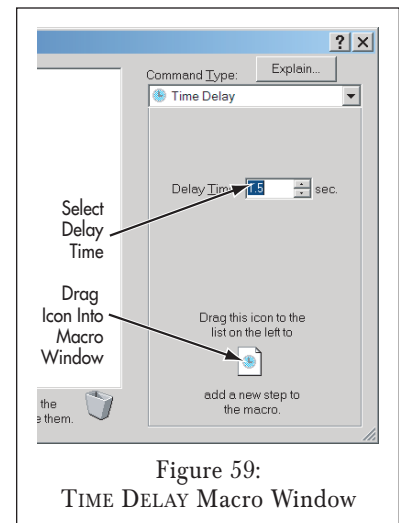 Command Type:
Explain...
Time Delay
Delay Time
1.5
sec.
Select
Delay
Time
Drag
Icon Into
Macro
Window
Drag this icon to the
list on the left to
add a new step to
the macro.
the
them.
Figure 59:
TIME DELAY Macro Window